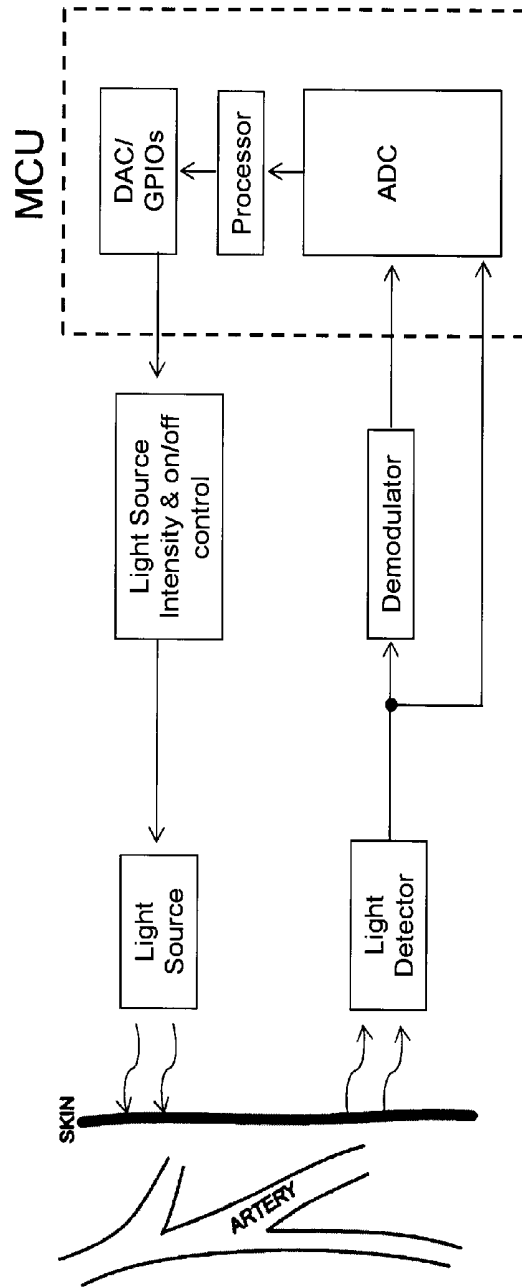 MCU
DAC/
GPIOs
Processor
ADC
Light Source
Intensity & on/off
control
Demodulator
Light
Source
Light
Detector
SKIN
ARTERY